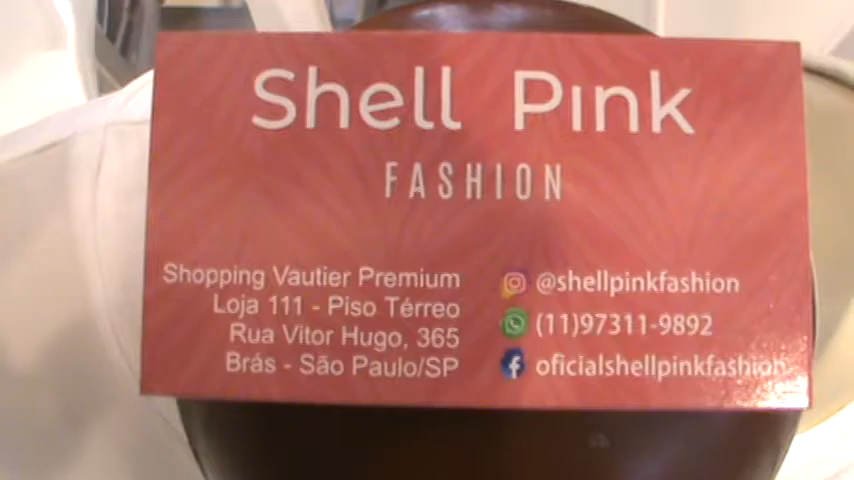 Shell Pink
FASHION
Shopping Vautier Premium
Loja 111 - Piso Térreo
Rua Vitor Hugo, 365
Brás - São Paulo/SP
@shellpinkfashion
(11)97311-9892
oficialshellpinkfashion